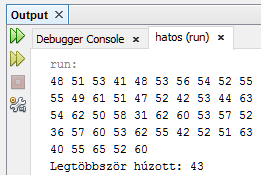 Output ×
Debugger Console × hatos (run) ×
run:
48 51 53 41 48 53 56 54 52 55
55 49 61 51 47 52 42 53 44 63
54 62 50 58 31 62 60 53 57 52
36 57 60 53 62 55 42 52 51 63
40 55 65 52 60
Legtöbbször húzott: 43